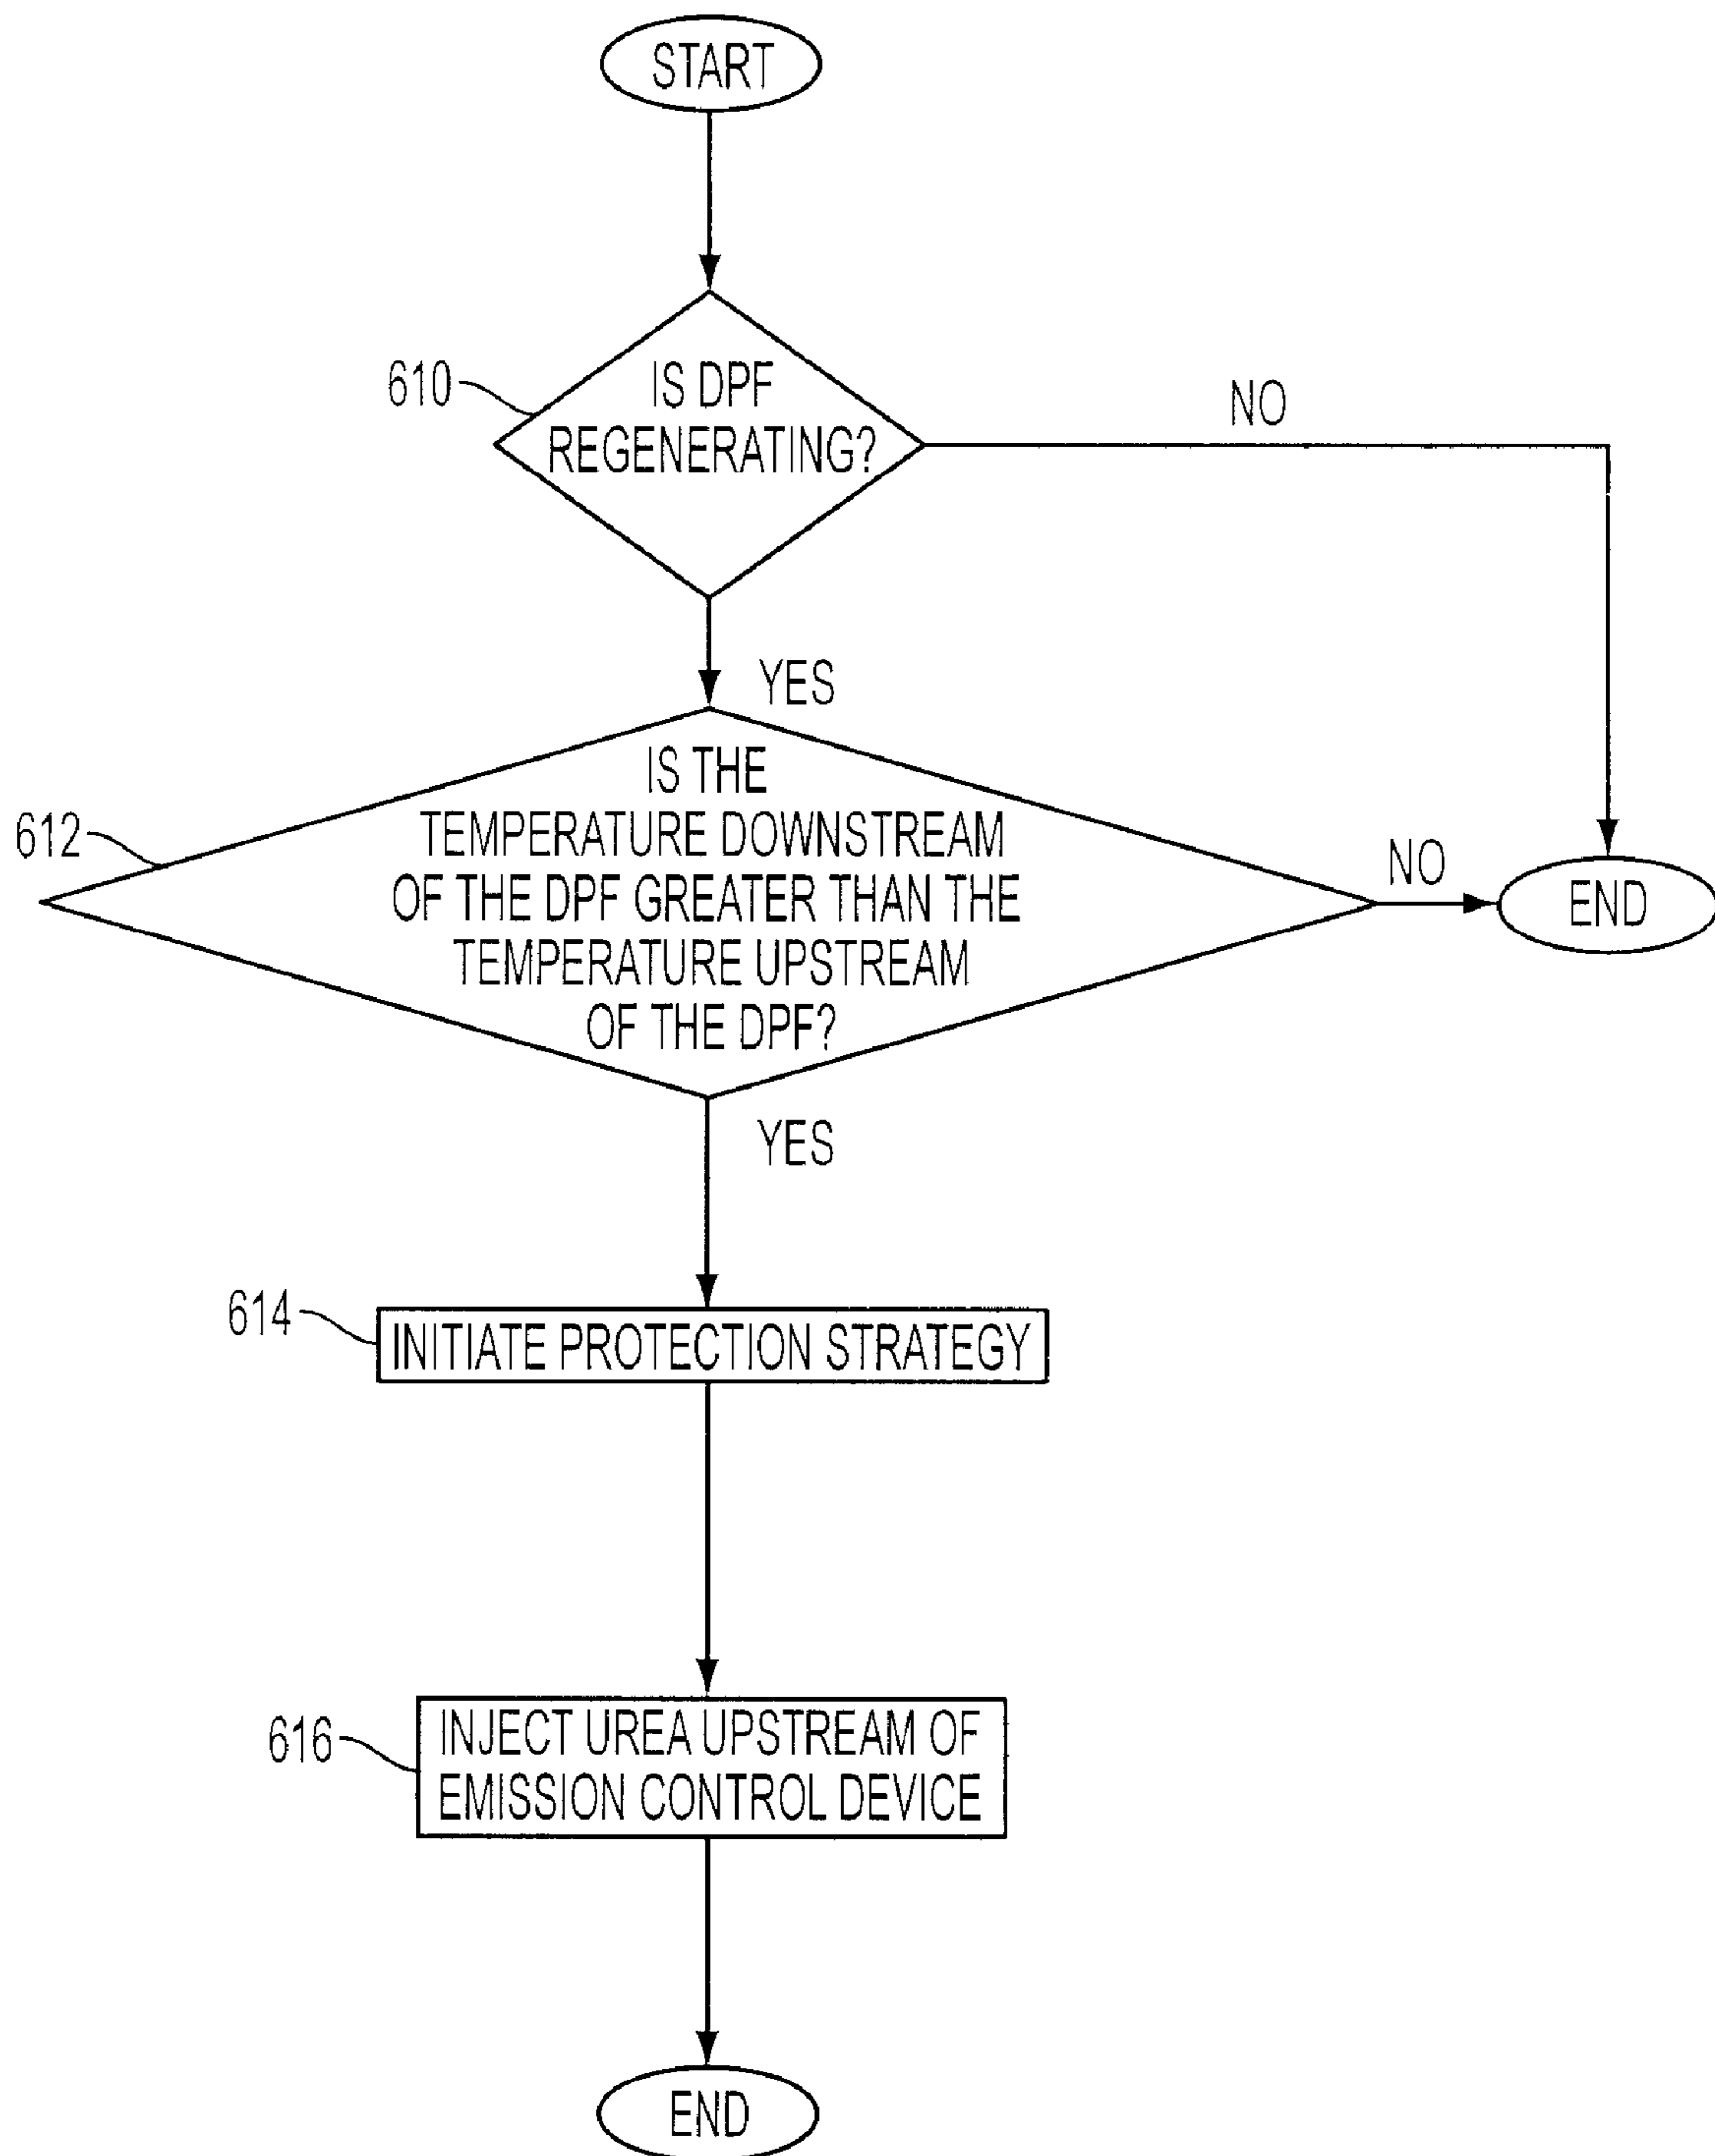 START
610
IS DPF
REGENERATING?
NO
YES
612
IS THE
TEMPERATURE DOWNSTREAM
OF THE DPF GREATER THAN THE
TEMPERATURE UPSTREAM
OF THE DPF?
NO
END
YES
614
INITIATE PROTECTION STRATEGY
616
INJECT UREA UPSTREAM OF
EMISSION CONTROL DEVICE
END